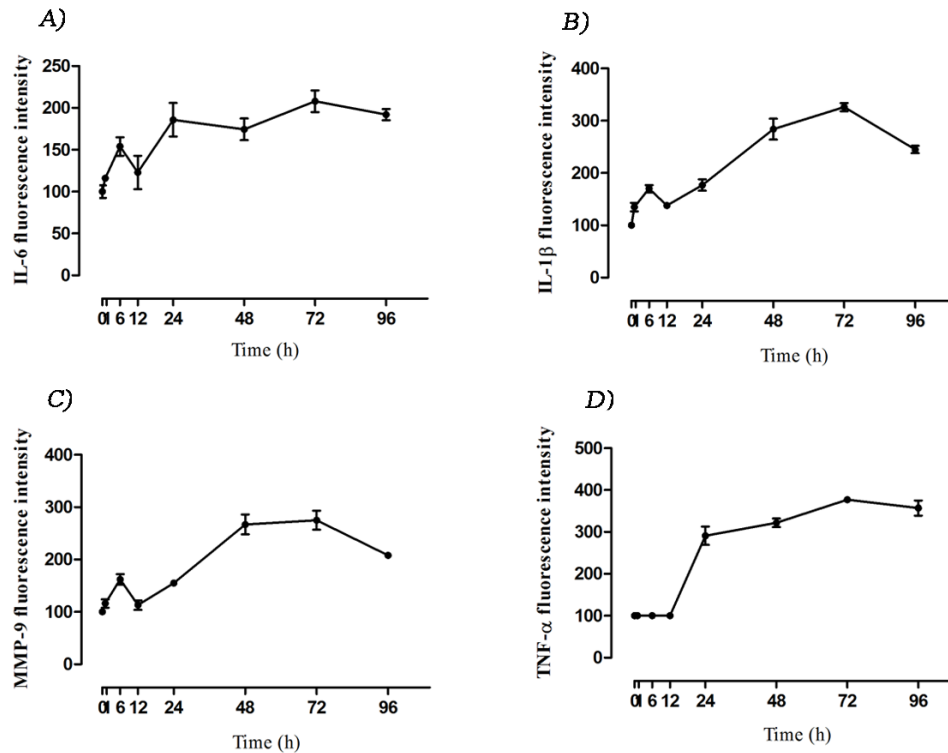 A)
IL-6 fluorescence intensity
250
200
150
100
50
0
0 1 6 12 24 48 72 96
Time (h)
B)
IL-1β fluorescence intensity
400
300
200
100
0
0 1 6 12 24 48 72 96
Time (h)
C)
MMP-9 fluorescence intensity
400
300
200
100
0
0 1 6 12 24 48 72 96
Time (h)
D)
TNF-α fluorescence intensity
500
400
300
200
100
0
0 1 6 12 24 48 72 96
Time (h)